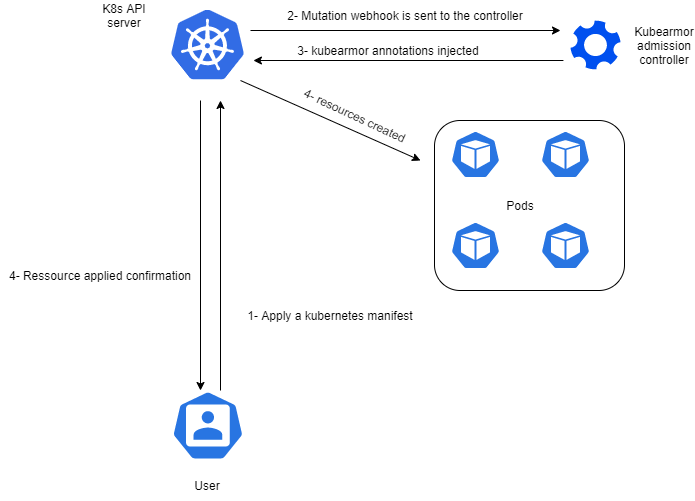 K8s API
server
2- Mutation webhook is sent to the controller
3- kubearmor annotations injected
Kubearmor
admission
controller
4- resources created
Pods
4- Ressource applied confirmation
1- Apply a kubernetes manifest
User